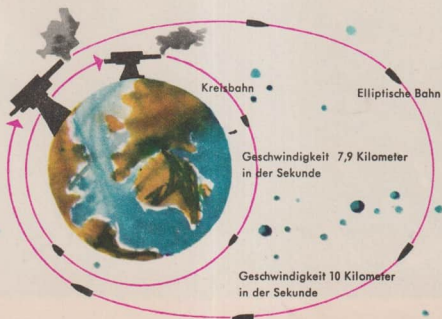 Kreisbahn
Elliptische Bahn
Geschwindigkeit 7,9 Kilometer
in der Sekunde
Geschwindigkeit 10 Kilometer
in der Sekunde